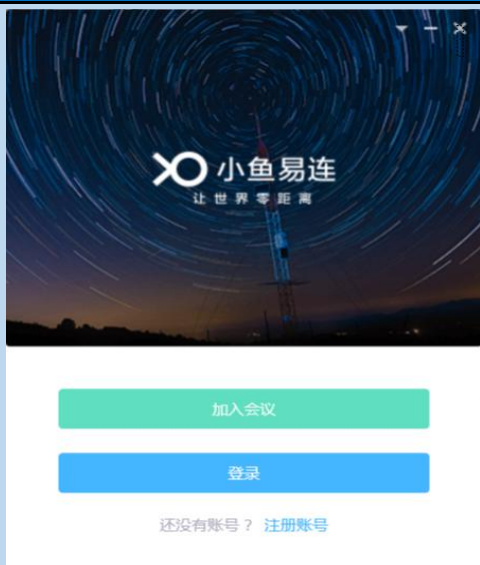 小鱼易连
让世界零距离
加入会议
登录
还没有账号？ 注册账号